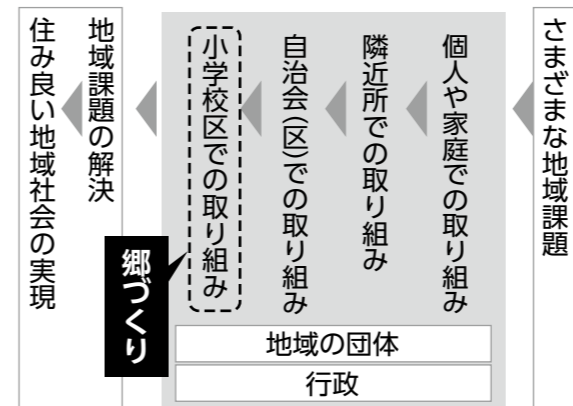 さまざまな地域課題
個人や家庭での取り組み
隣近所での取り組み
自治会（区）での取り組み
小学校区での取り組み
郷づくり
地域の団体
行政
地域課題の解決
住み良い地域社会の実現